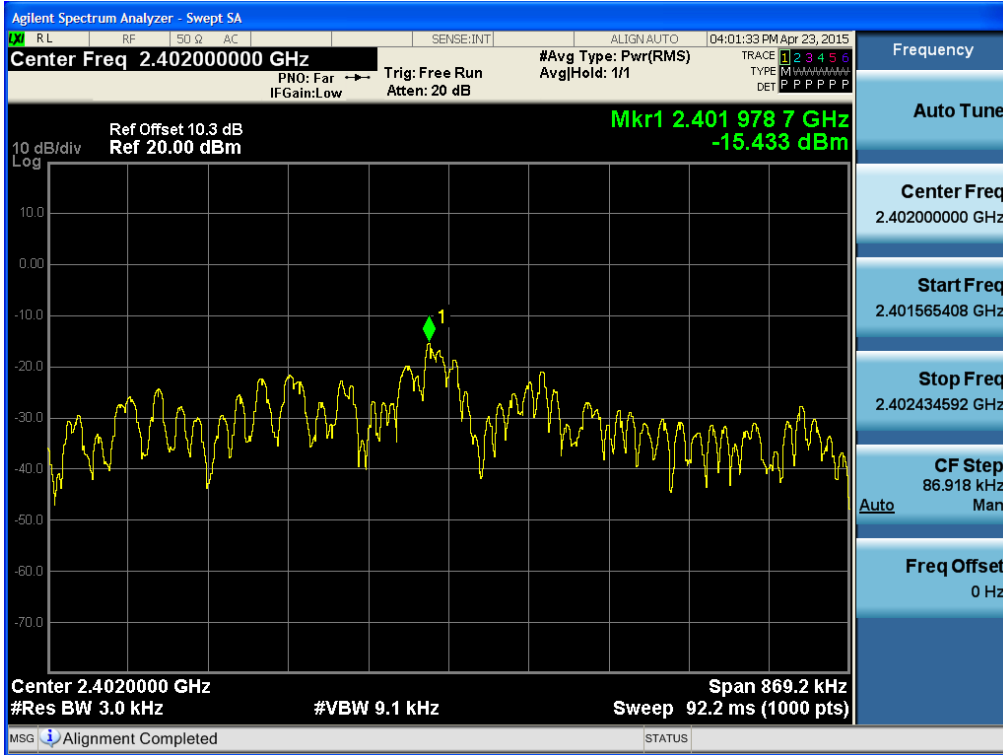 Agilent Spectrum Analyzer - Swept SA
LXI RL RF 50 Ω AC SENSE:INT ALIGN AUTO 04:01:33 PM Apr 23, 2015
Center Freq 2.402000000 GHz
PNO: Far
IFGain:Low
Trig: Free Run
Atten: 20 dB
#Avg Type: Pwr(RMS)
Avg|Hold: 1/1
TRACE 1 2 3 4 5 6
TYPE M WWWWW
DET P P P P P P
Ref Offset 10.3 dB
10 dB/div Ref 20.00 dBm
Log
Mkr1 2.401 978 7 GHz
-15.433 dBm
10.0
0.00
-10.0
-20.0
-30.0
-40.0
-50.0
-60.0
-70.0
1
Center 2.4020000 GHz
Span 869.2 kHz
#Res BW 3.0 kHz
#VBW 9.1 kHz
Sweep 92.2 ms (1000 pts)
MSG Alignment Completed
STATUS
Frequency
Auto Tune
Center Freq
2.402000000 GHz
Start Freq
2.401565408 GHz
Stop Freq
2.402434592 GHz
CF Step
86.918 kHz
Auto Man
Freq Offset
0 Hz